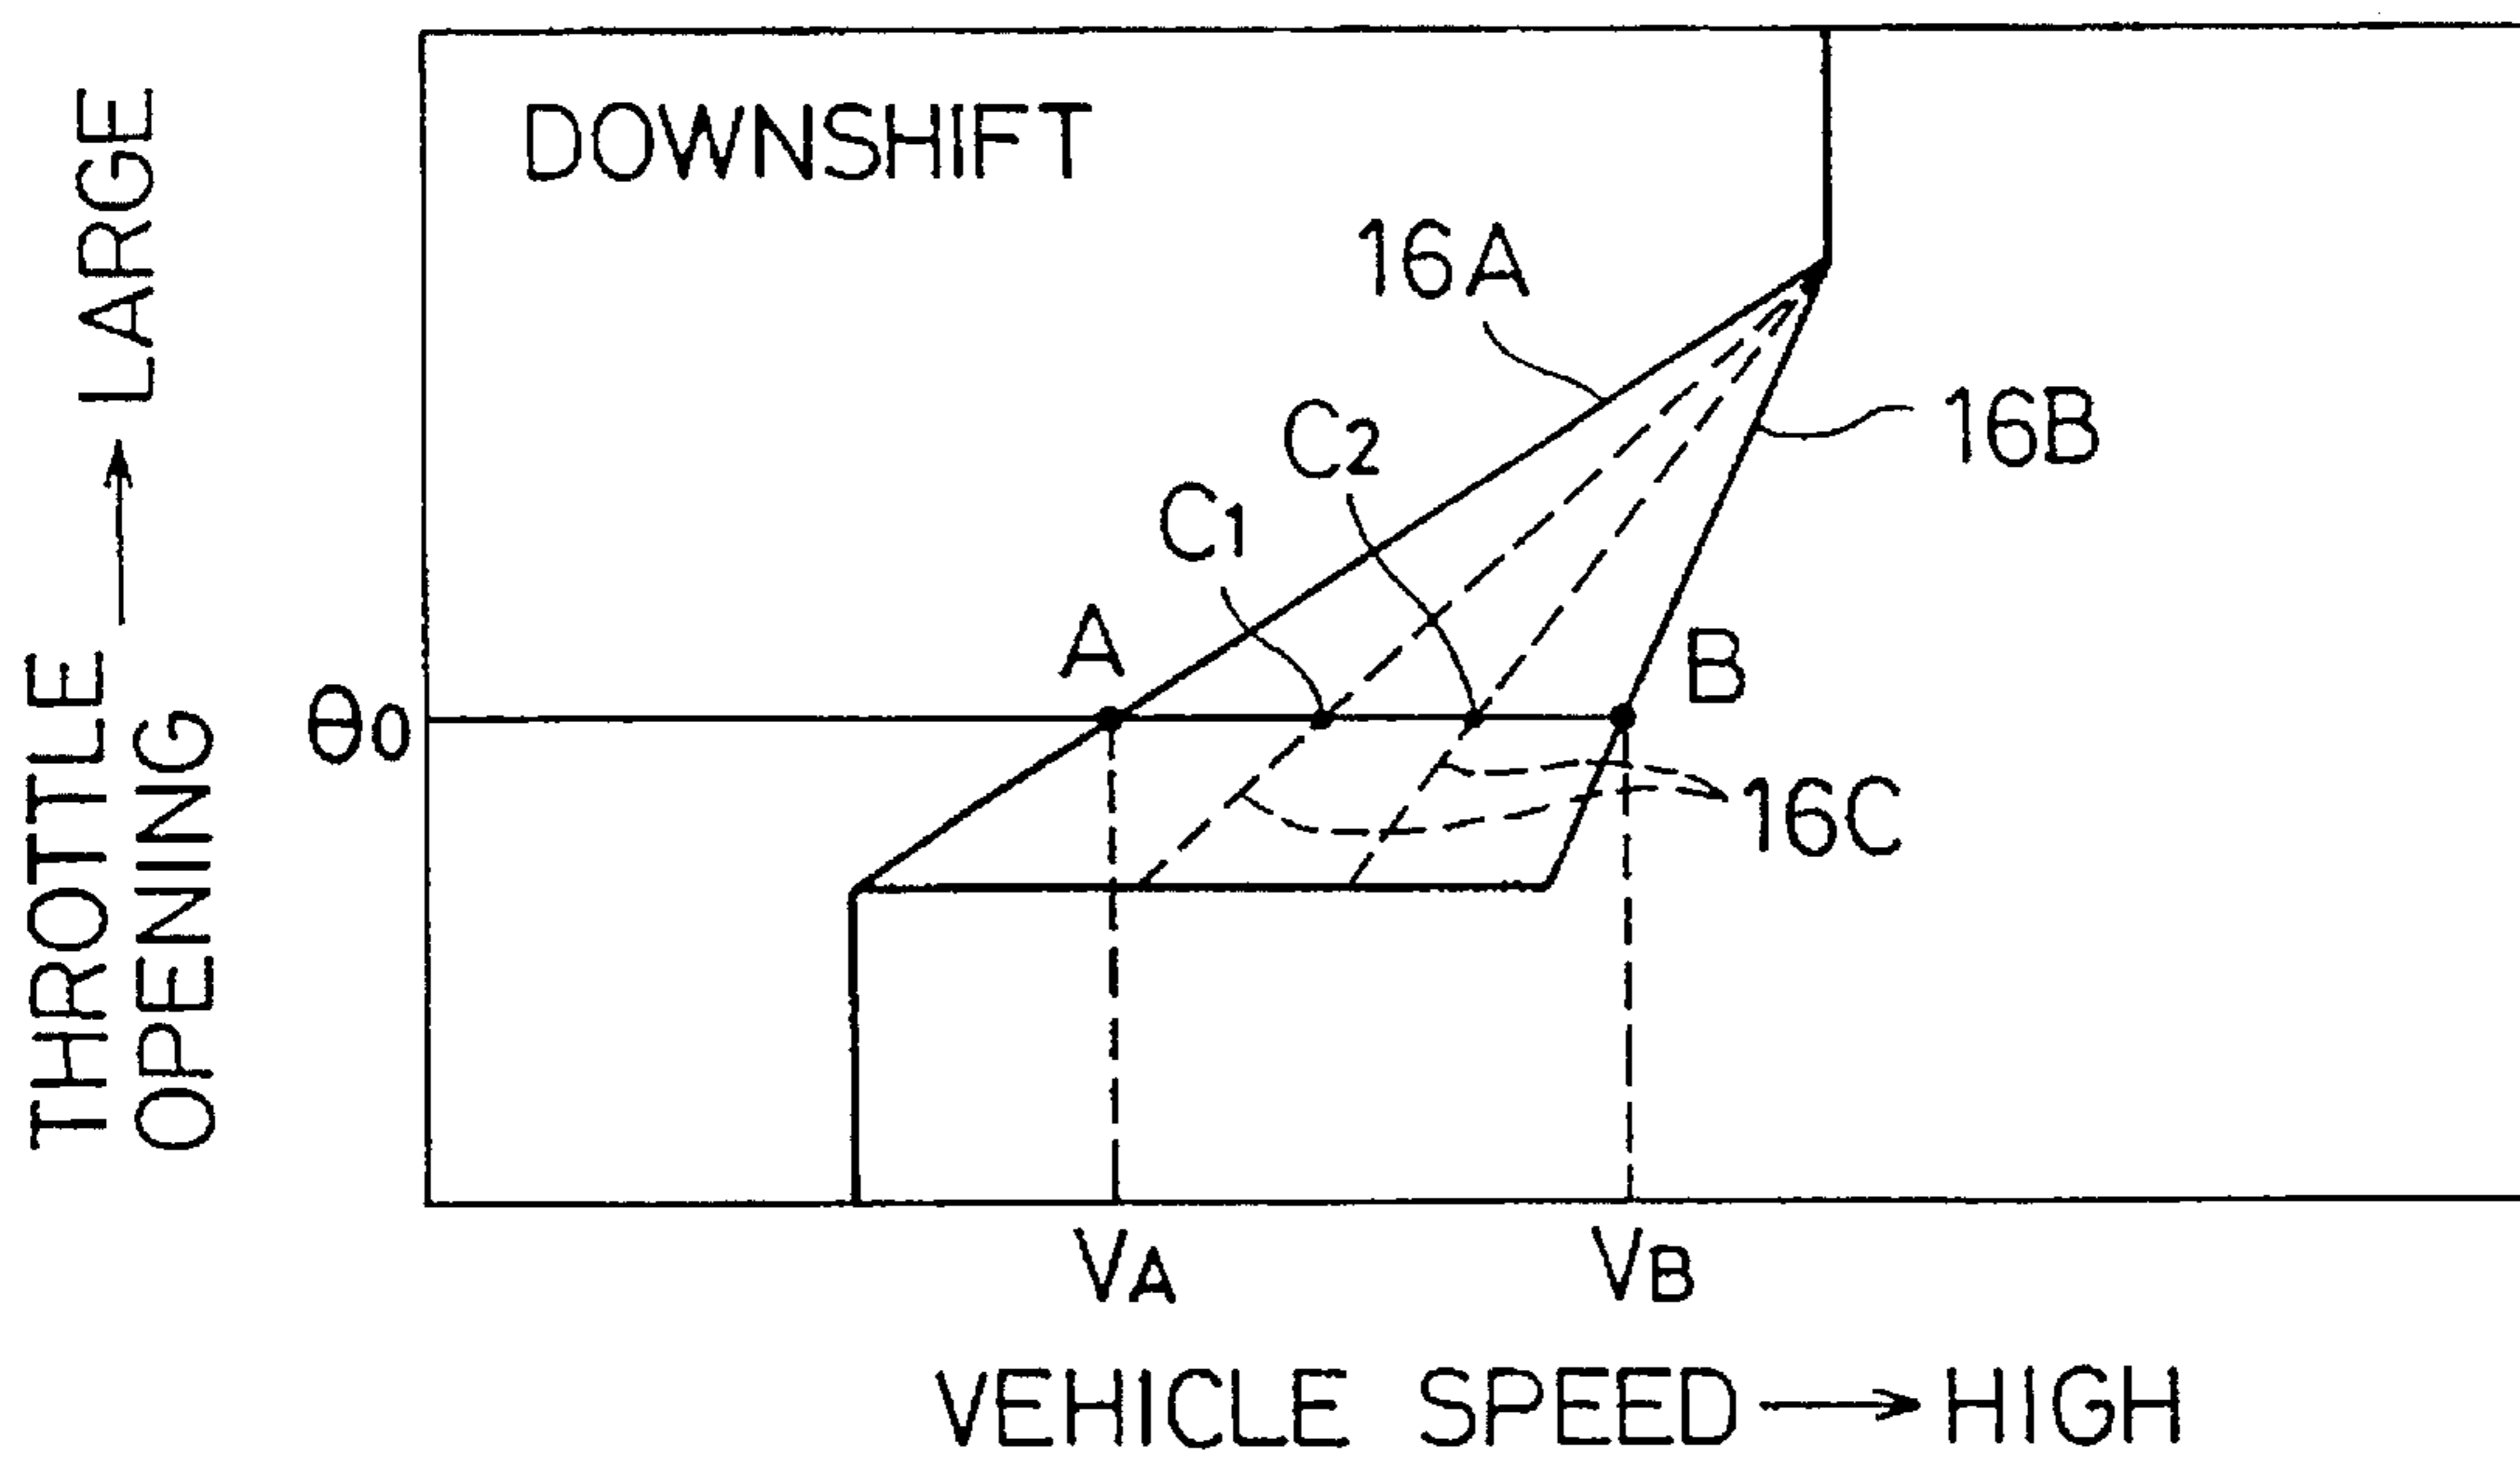 DOWNSHIFT
THROTTLE
OPENING → LARGE
16A
16B
C2
C1
A
B
θ0
16C
VA
VB
VEHICLE SPEED → HIGH